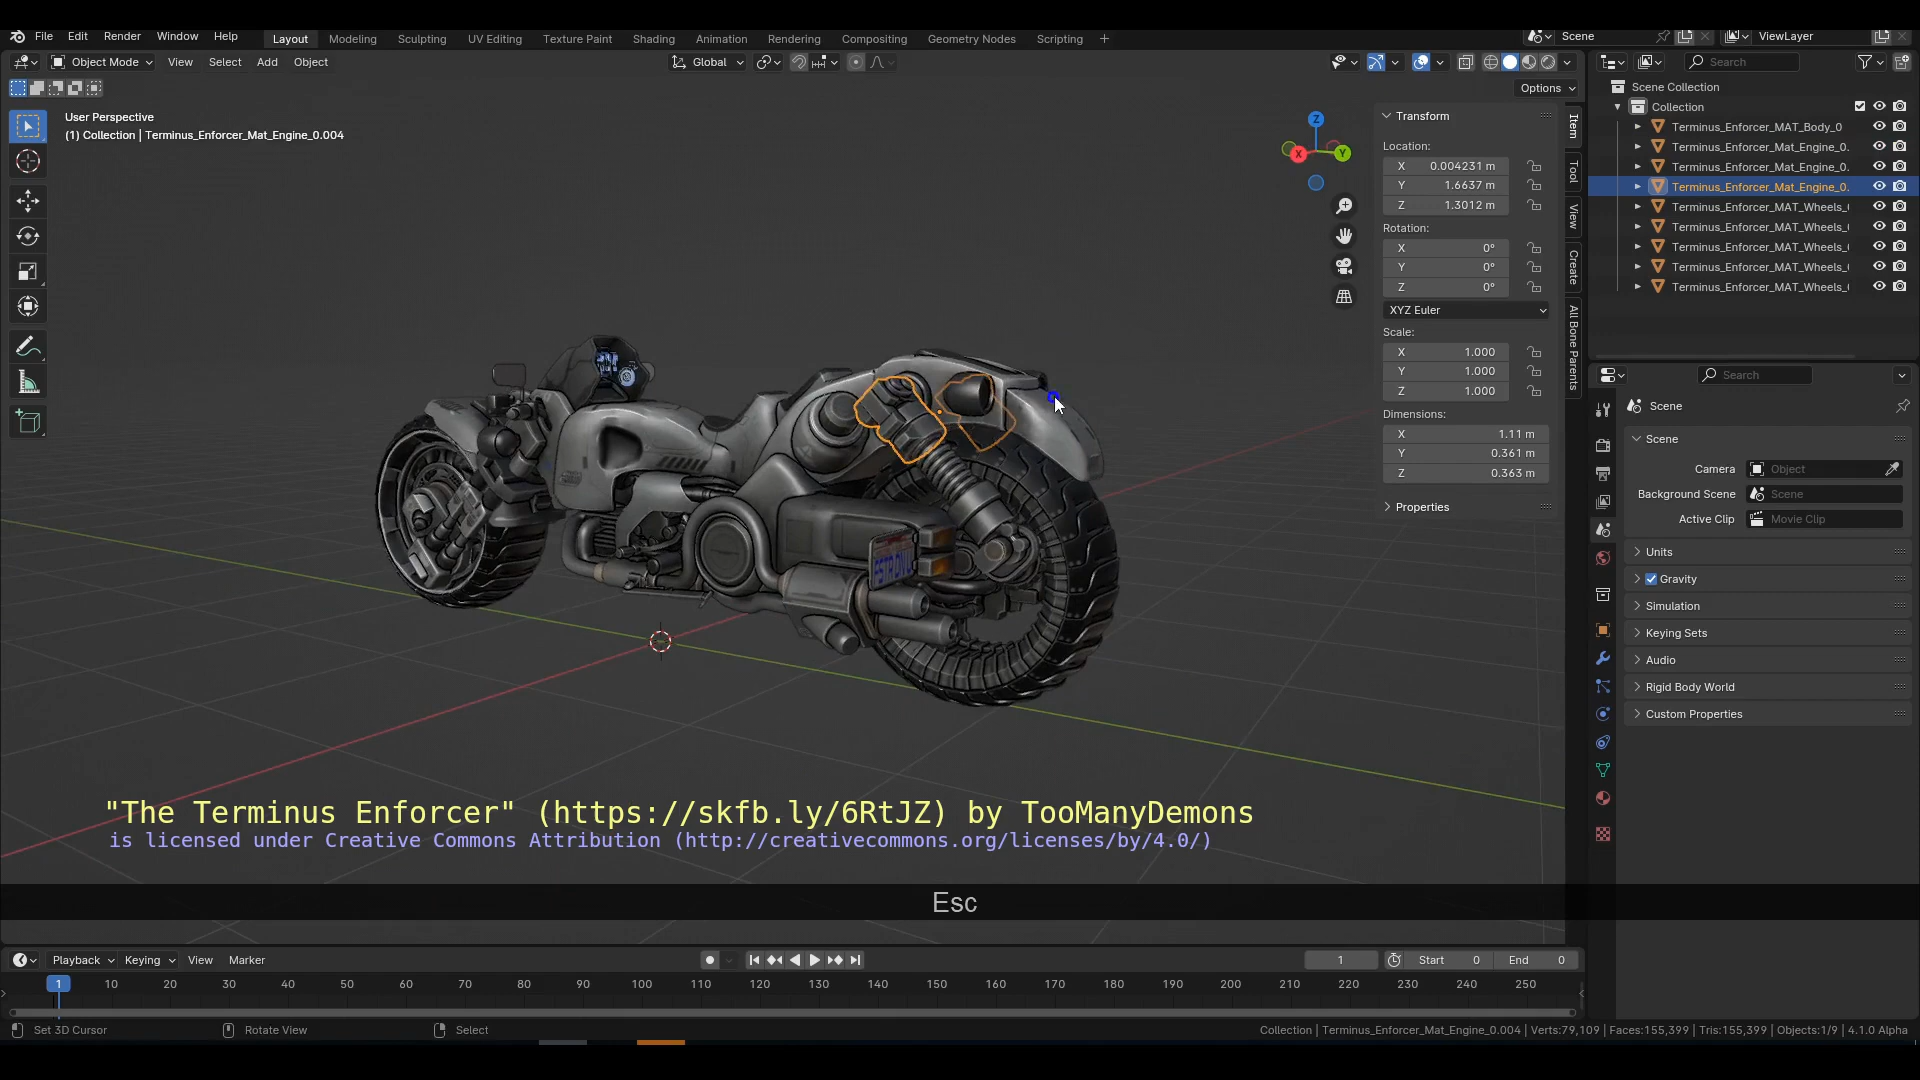 File Edit Render Window Help
Layout Modeling Sculpting UV Editing Texture Paint Shading Animation Rendering Compositing Geometry Nodes Scripting +
Scene ViewLayer
Object Mode View Select Add Object Global
Search
Options
User Perspective
(1) Collection | Terminus_Enforcer_Mat_Engine_0.004
Scene Collection
Collection
Terminus_Enforcer_MAT_Body_0
Terminus_Enforcer_Mat_Engine_0.
Terminus_Enforcer_Mat_Engine_0.
Terminus_Enforcer_Mat_Engine_0.
Terminus_Enforcer_MAT_Wheels_
Terminus_Enforcer_MAT_Wheels_
Terminus_Enforcer_MAT_Wheels_
Terminus_Enforcer_MAT_Wheels_
Terminus_Enforcer_MAT_Wheels_
Z
X
Y
Transform
Location:
X 0.004231 m
Y 1.6637 m
Z 1.3012 m
Rotation:
X 0°
Y 0°
Z 0°
XYZ Euler
Scale:
X 1.000
Y 1.000
Z 1.000
Dimensions:
X 1.11 m
Y 0.361 m
Z 0.363 m
Properties
Item
Tool
View
Create
All Bone Parents
Search
Scene
Scene
Camera Object
Background Scene Scene
Active Clip Movie Clip
Units
Gravity
Simulation
Keying Sets
Audio
Rigid Body World
Custom Properties
"The Terminus Enforcer" (https://skfb.ly/6RtJZ) by TooManyDemons
is licensed under Creative Commons Attribution (http://creativecommons.org/licenses/by/4.0/)
Esc
Playback Keying View Marker 1 Start 0 End 0
1 10 20 30 40 50 60 70 80 90 100 110 120 130 140 150 160 170 180 190 200 210 220 230 240 250
Set 3D Cursor Rotate View Select
Collection | Terminus_Enforcer_Mat_Engine_0.004 | Verts:79,109 | Faces:155,399 | Tris:155,399 | Objects:1/9 | 4.1.0 Alpha